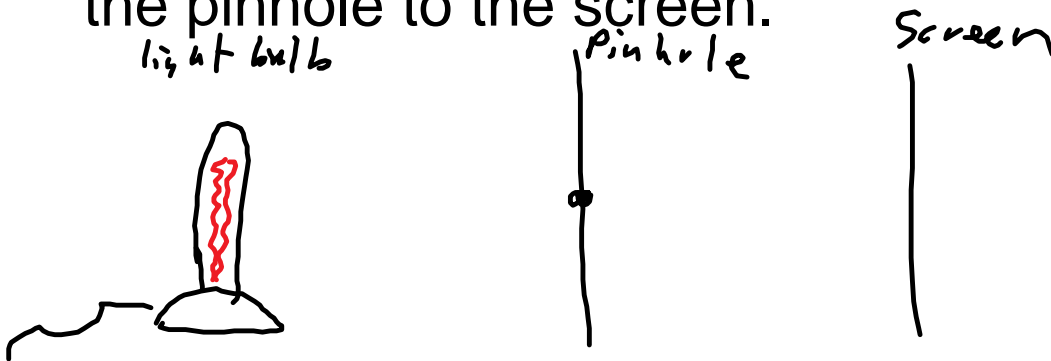 the pinhole to the screen.
light bulb
Pinhole
Screen